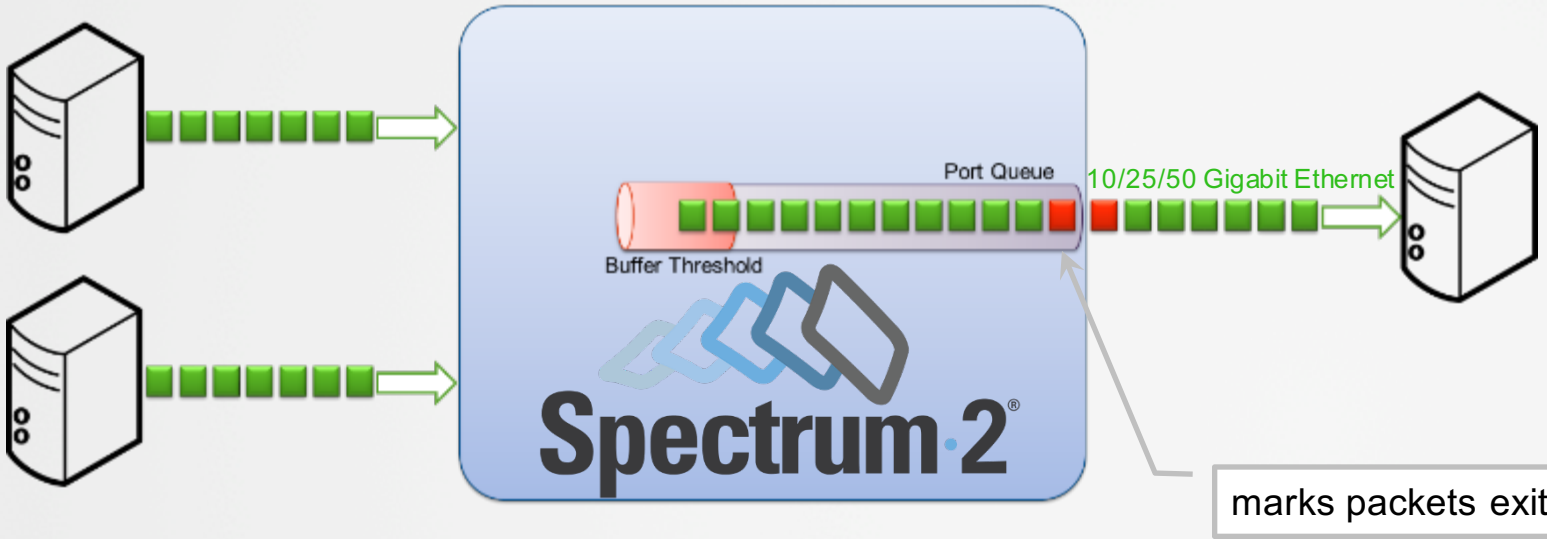 Port Queue
10/25/50 Gigabit Ethernet
Buffer Threshold
Spectrum·2®
marks packets exit